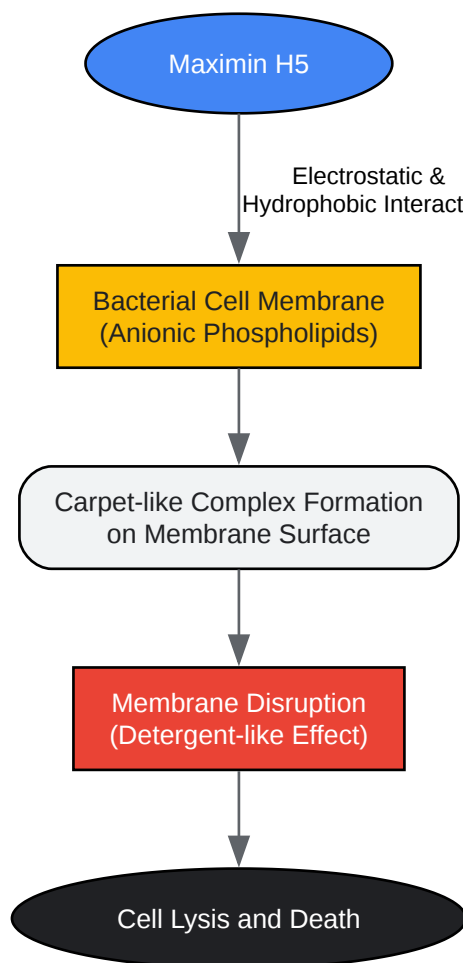 Maximin H5
Electrostatic &
Hydrophobic Interact
Bacterial Cell Membrane
(Anionic Phospholipids)
Carpet-like Complex Formation
on Membrane Surface
Membrane Disruption
(Detergent-like Effect)
Cell Lysis and Death